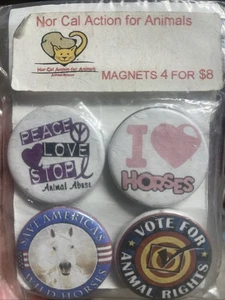 Nor Cal Action for Animals
Nor Cal Action for Animals
MAGNETS 4 FOR $8
PEACE
LOVE
STOP
Animal Abuse
I
HORSES
SAVE AMERICA'S
WILD HORSES
VOTE FOR
ANIMAL RIGHTS